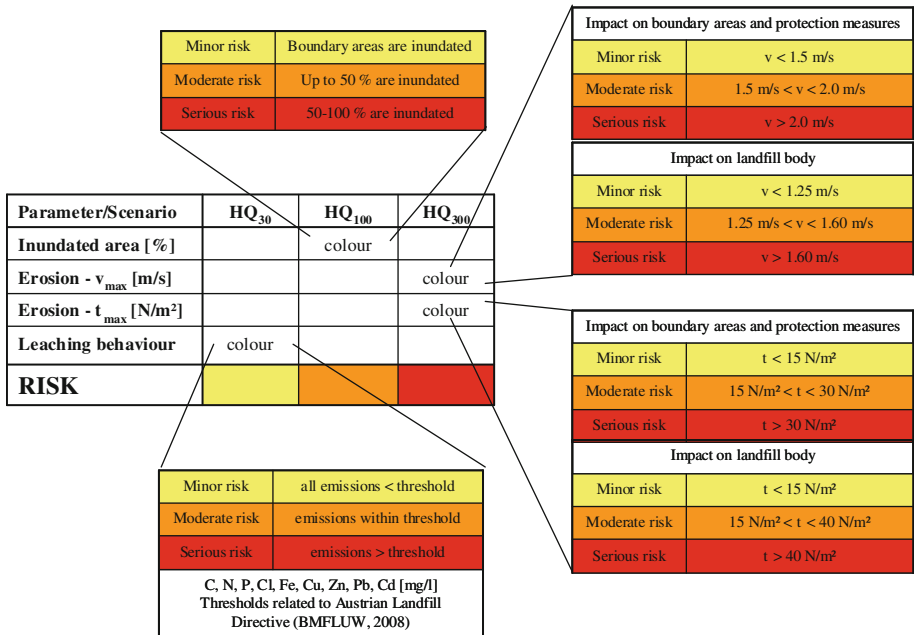 Minor risk Boundary areas are inundated
Moderate risk Up to 50 % are inundated
Serious risk 50-100 % are inundated
Impact on boundary areas and protection measures
Minor risk v < 1.5 m/s
Moderate risk 1.5 m/s < v < 2.0 m/s
Serious risk v > 2.0 m/s
Impact on landfill body
Minor risk v < 1.25 m/s
Moderate risk 1.25 m/s < v < 1.60 m/s
Serious risk v > 1.60 m/s
Parameter/Scenario HQ30 HQ100 HQ300
Inundated area [%] colour
Erosion - vmax [m/s] colour
Erosion - tmax [N/m²] colour
Leaching behaviour colour
RISK
Impact on boundary areas and protection measures
Minor risk t < 15 N/m²
Moderate risk 15 N/m² < t < 30 N/m²
Serious risk t > 30 N/m²
Impact on landfill body
Minor risk t < 15 N/m²
Moderate risk 15 N/m² < t < 40 N/m²
Serious risk t > 40 N/m²
Minor risk all emissions < threshold
Moderate risk emissions within threshold
Serious risk emissions > threshold
C, N, P, Cl, Fe, Cu, Zn, Pb, Cd [mg/l]
Thresholds related to Austrian Landfill
Directive (BMFLUW, 2008)